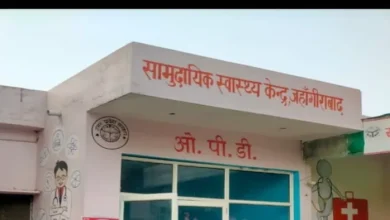 सामुदायिक स्वास्थ्य केन्द्र, जहाँगीराबाद
ओ. पी. डी.